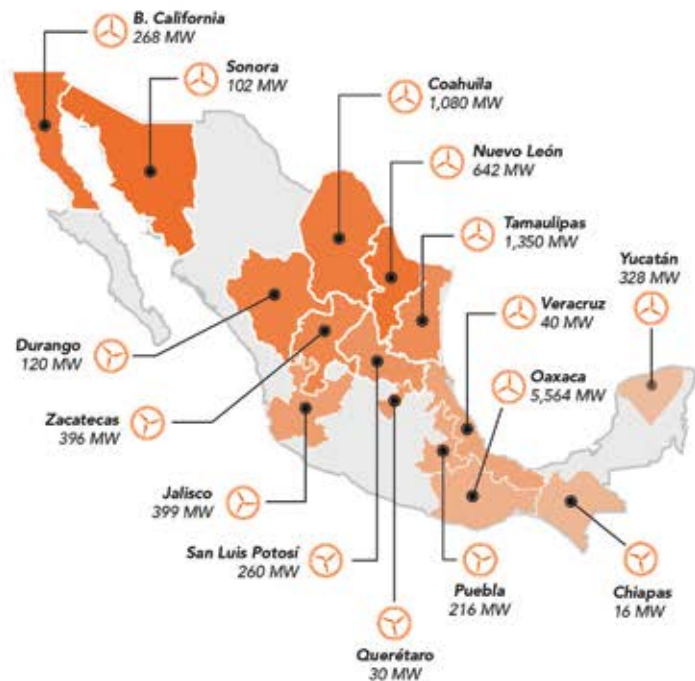 B. California
268 MW
Sonora
102 MW
Coahuila
1,080 MW
Nuevo León
642 MW
Tamaulipas
1,350 MW
Yucatán
328 MW
Veracruz
40 MW
Durango
120 MW
Oaxaca
5,564 MW
Zacatecas
396 MW
Jalisco
399 MW
San Luis Potosí
260 MW
Puebla
216 MW
Chiapas
16 MW
Querétaro
30 MW